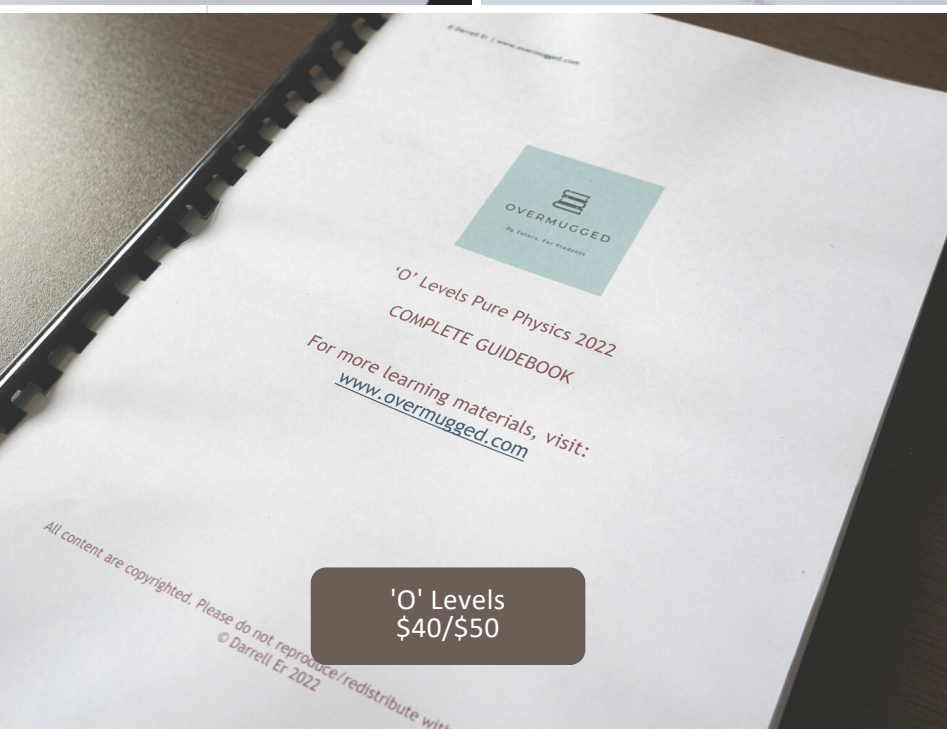 © Darrell Er | www.overmugged.com
OVERMUGGED
By Tutors, For Students
‘O’ Levels Pure Physics 2022
COMPLETE GUIDEBOOK
For more learning materials, visit:
www.overmugged.com
All content are copyrighted. Please do not reproduce/redistribute with
© Darrell Er 2022
'O' Levels
$40/$50